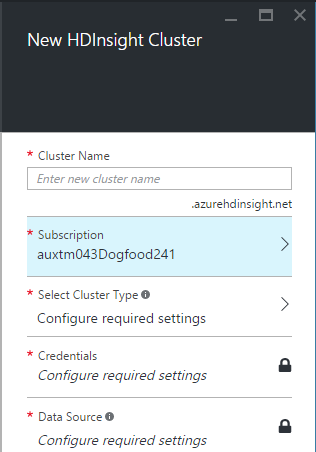 New HDInsight Cluster
* Cluster Name
Enter new cluster name
.azurehdinsight.net
* Subscription
auxtm043Dogfood241
* Select Cluster Type
Configure required settings
* Credentials
Configure required settings
* Data Source
Configure required settings